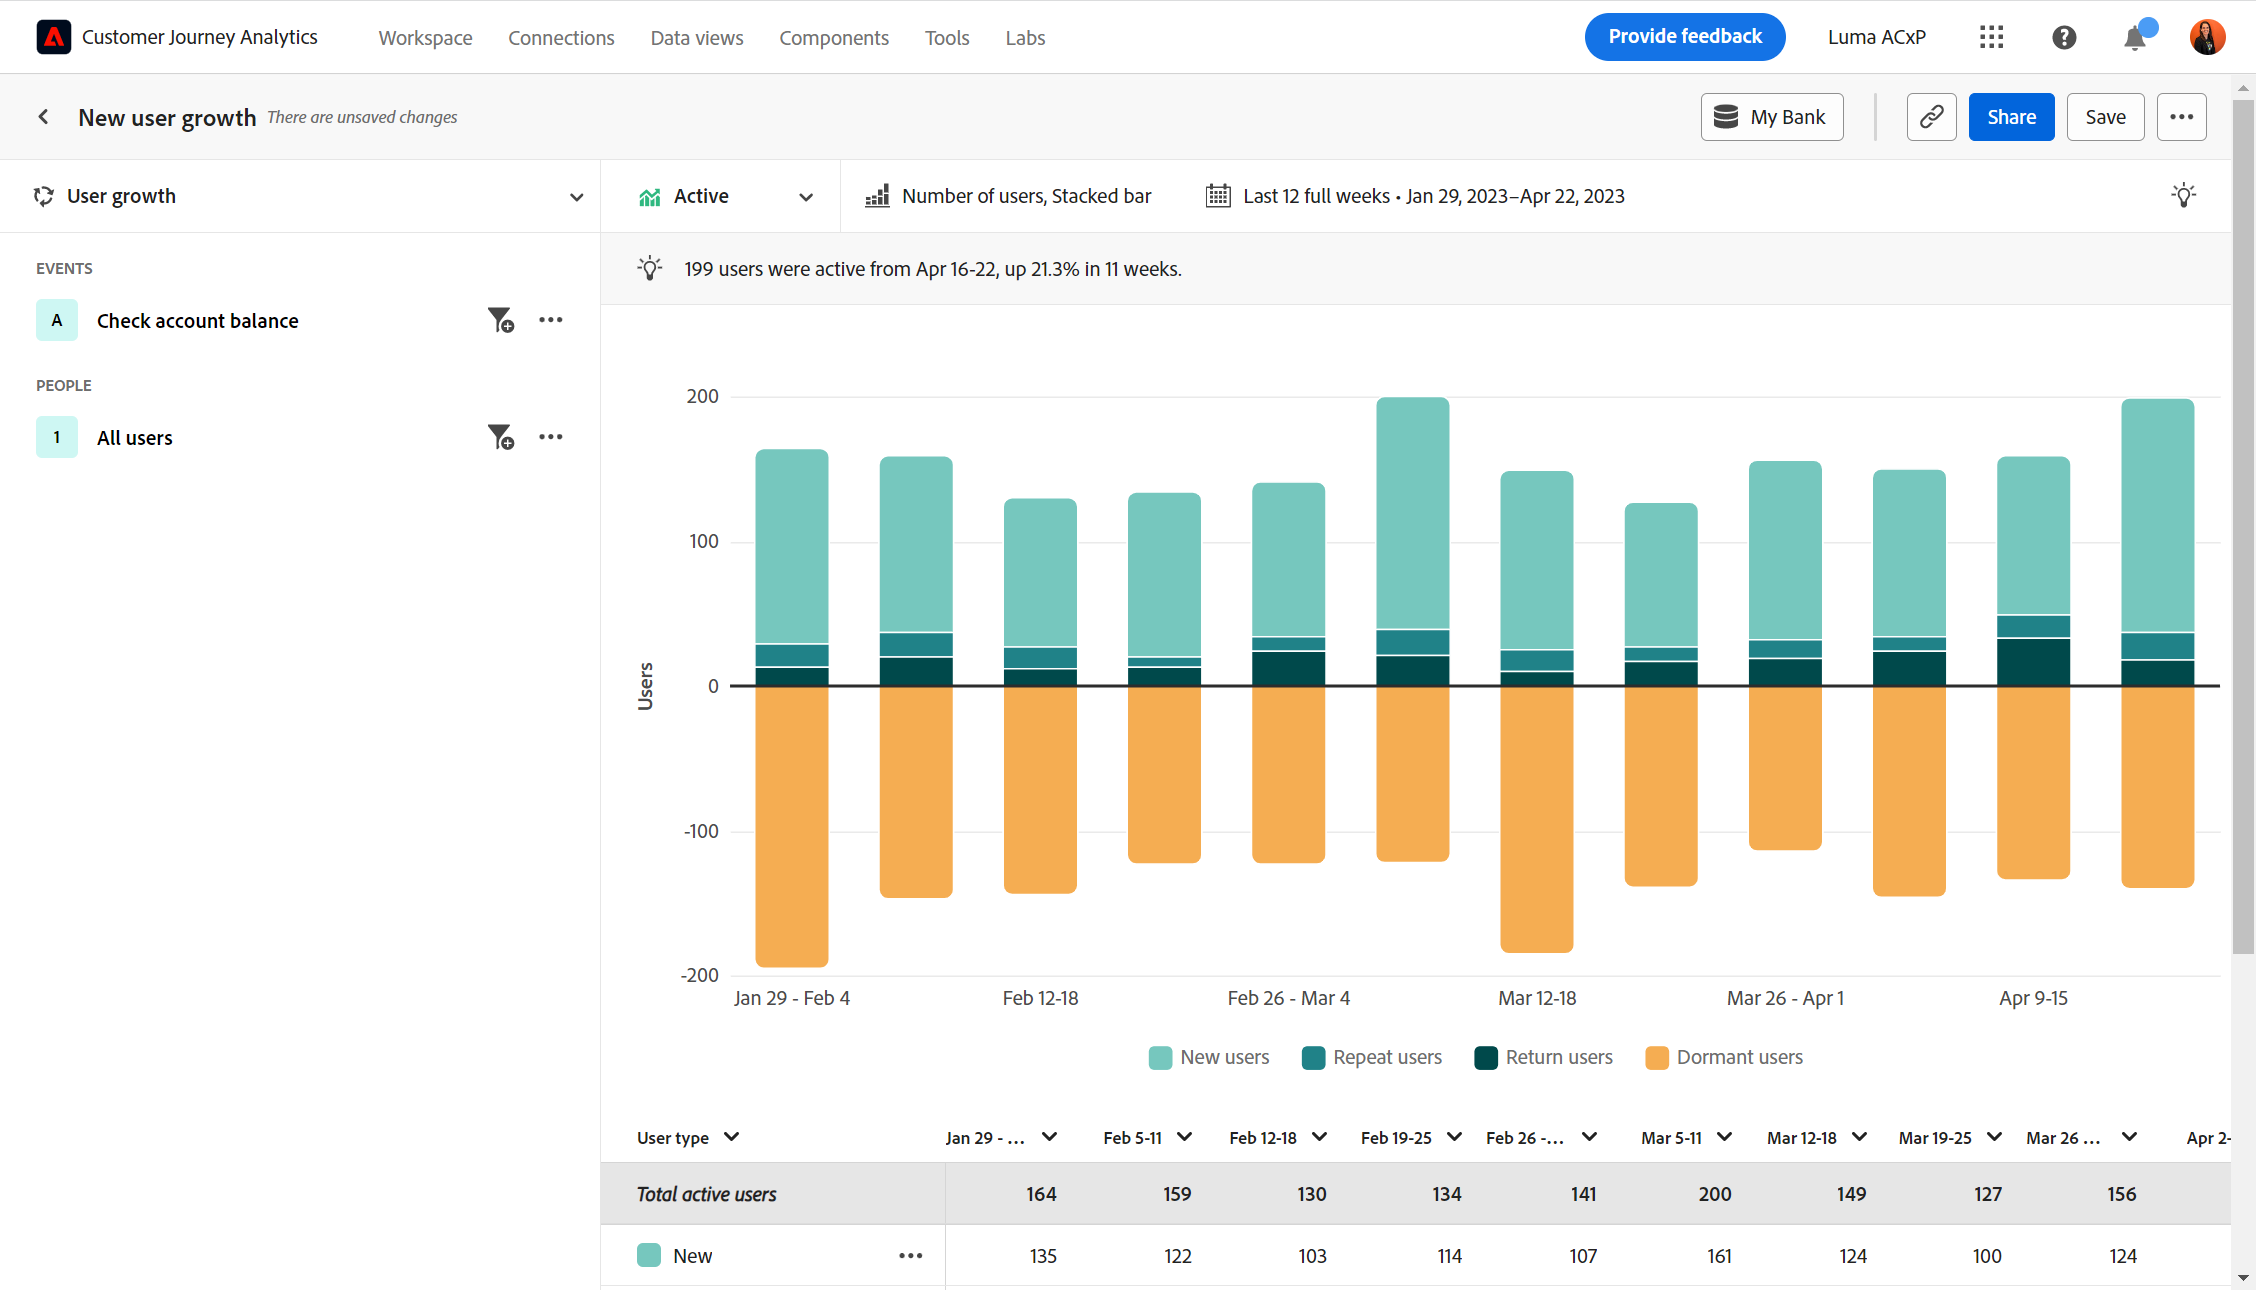 Customer Journey Analytics Workspace Connections Data views Components Tools Labs Provide feedback Luma ACxP
New user growth There are unsaved changes My Bank Share Save
User growth Active Number of users, Stacked bar Last 12 full weeks • Jan 29, 2023–Apr 22, 2023
EVENTS
199 users were active from Apr 16-22, up 21.3% in 11 weeks.
A Check account balance
PEOPLE
1 All users
200
100
0
-100
-200
Users
Jan 29 - Feb 4 Feb 12-18 Feb 26 - Mar 4 Mar 12-18 Mar 26 - Apr 1 Apr 9-15
New users Repeat users Return users Dormant users
User type Jan 29 - ... Feb 5-11 Feb 12-18 Feb 19-25 Feb 26 -... Mar 5-11 Mar 12-18 Mar 19-25 Mar 26 ... Apr 2-
Total active users 164 159 130 134 141 200 149 127 156
New 135 122 103 114 107 161 124 100 124